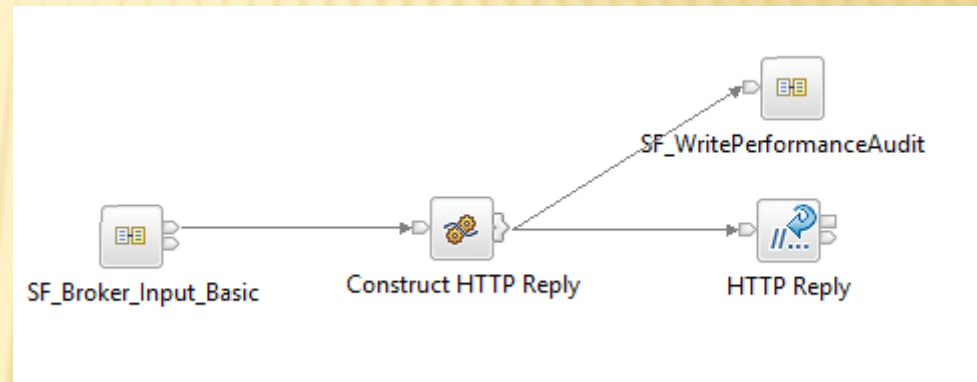 SF_WritePerformanceAudit
SF_Broker_Input_Basic
Construct HTTP Reply
//...
HTTP Reply